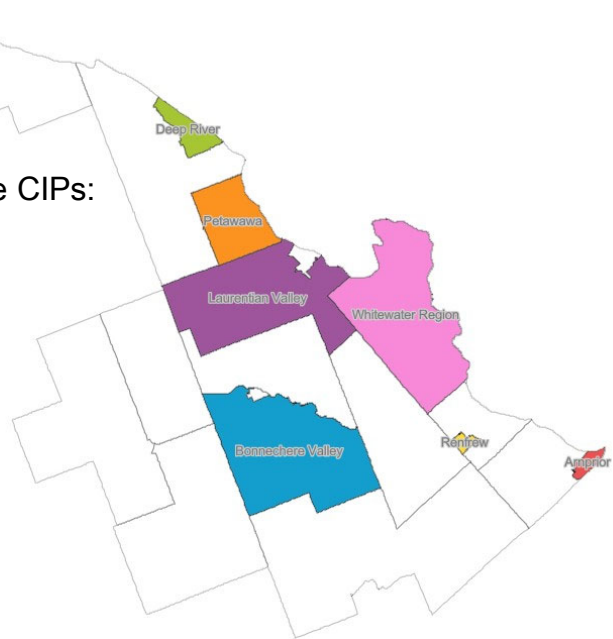 Deep River
e CIPs:
Petawawa
Laurentian Valley
Whitewater Region
Renfrew
Bonnechere Valley
Arnprior